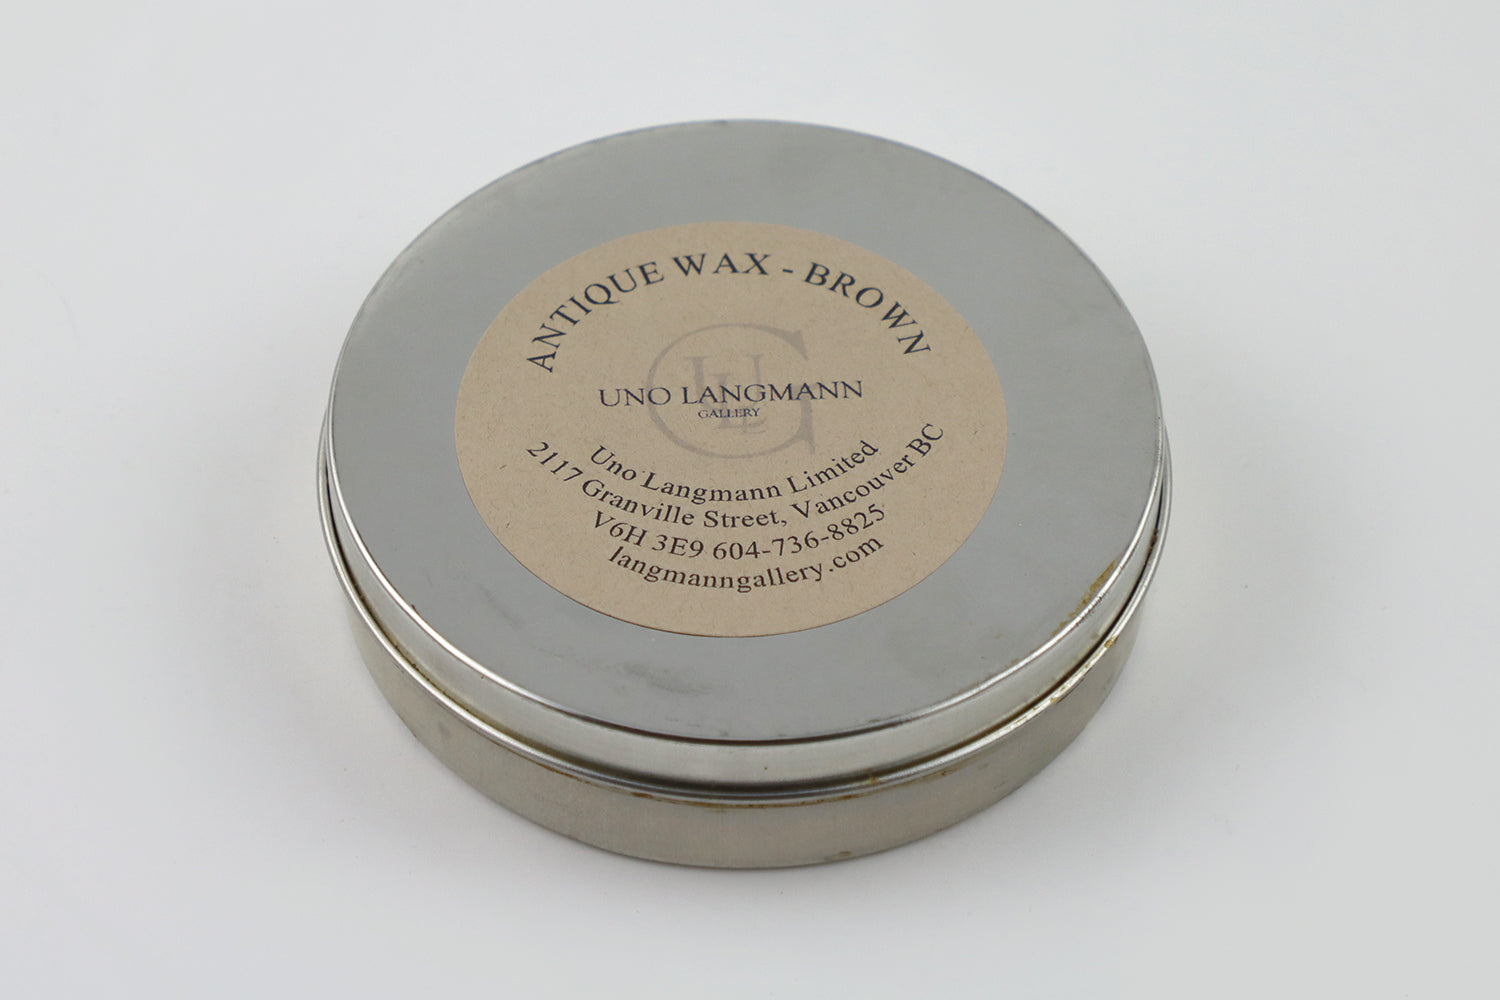 ANTIQUE WAX - BROWN
ULG
UNO LANGMANN
GALLERY
Uno Langmann Limited
2117 Granville Street, Vancouver BC
V6H 3E9 604-736-8825
langmanngallery.com